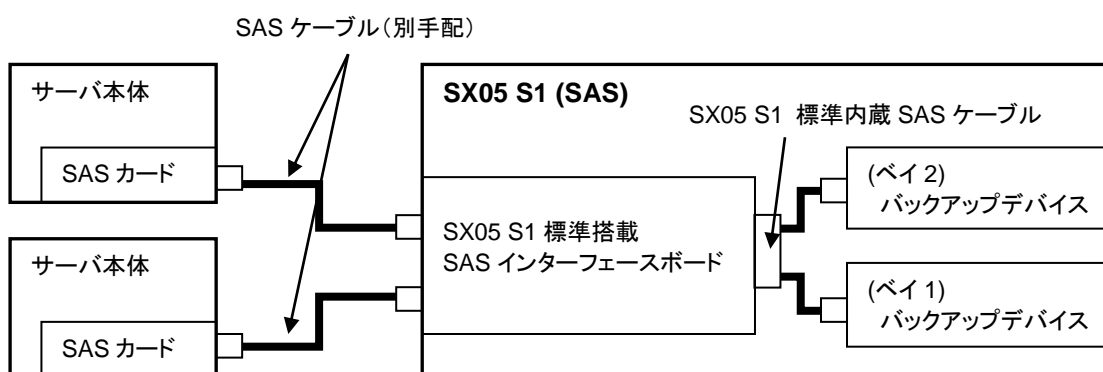 SAS ケーブル（別手配）
サーバ本体
SAS カード
サーバ本体
SAS カード
SX05 S1 (SAS)
SX05 S1 標準内蔵 SAS ケーブル
SX05 S1 標準搭載
SAS インターフェースボード
(ベイ 2)
バックアップデバイス
(ベイ 1)
バックアップデバイス